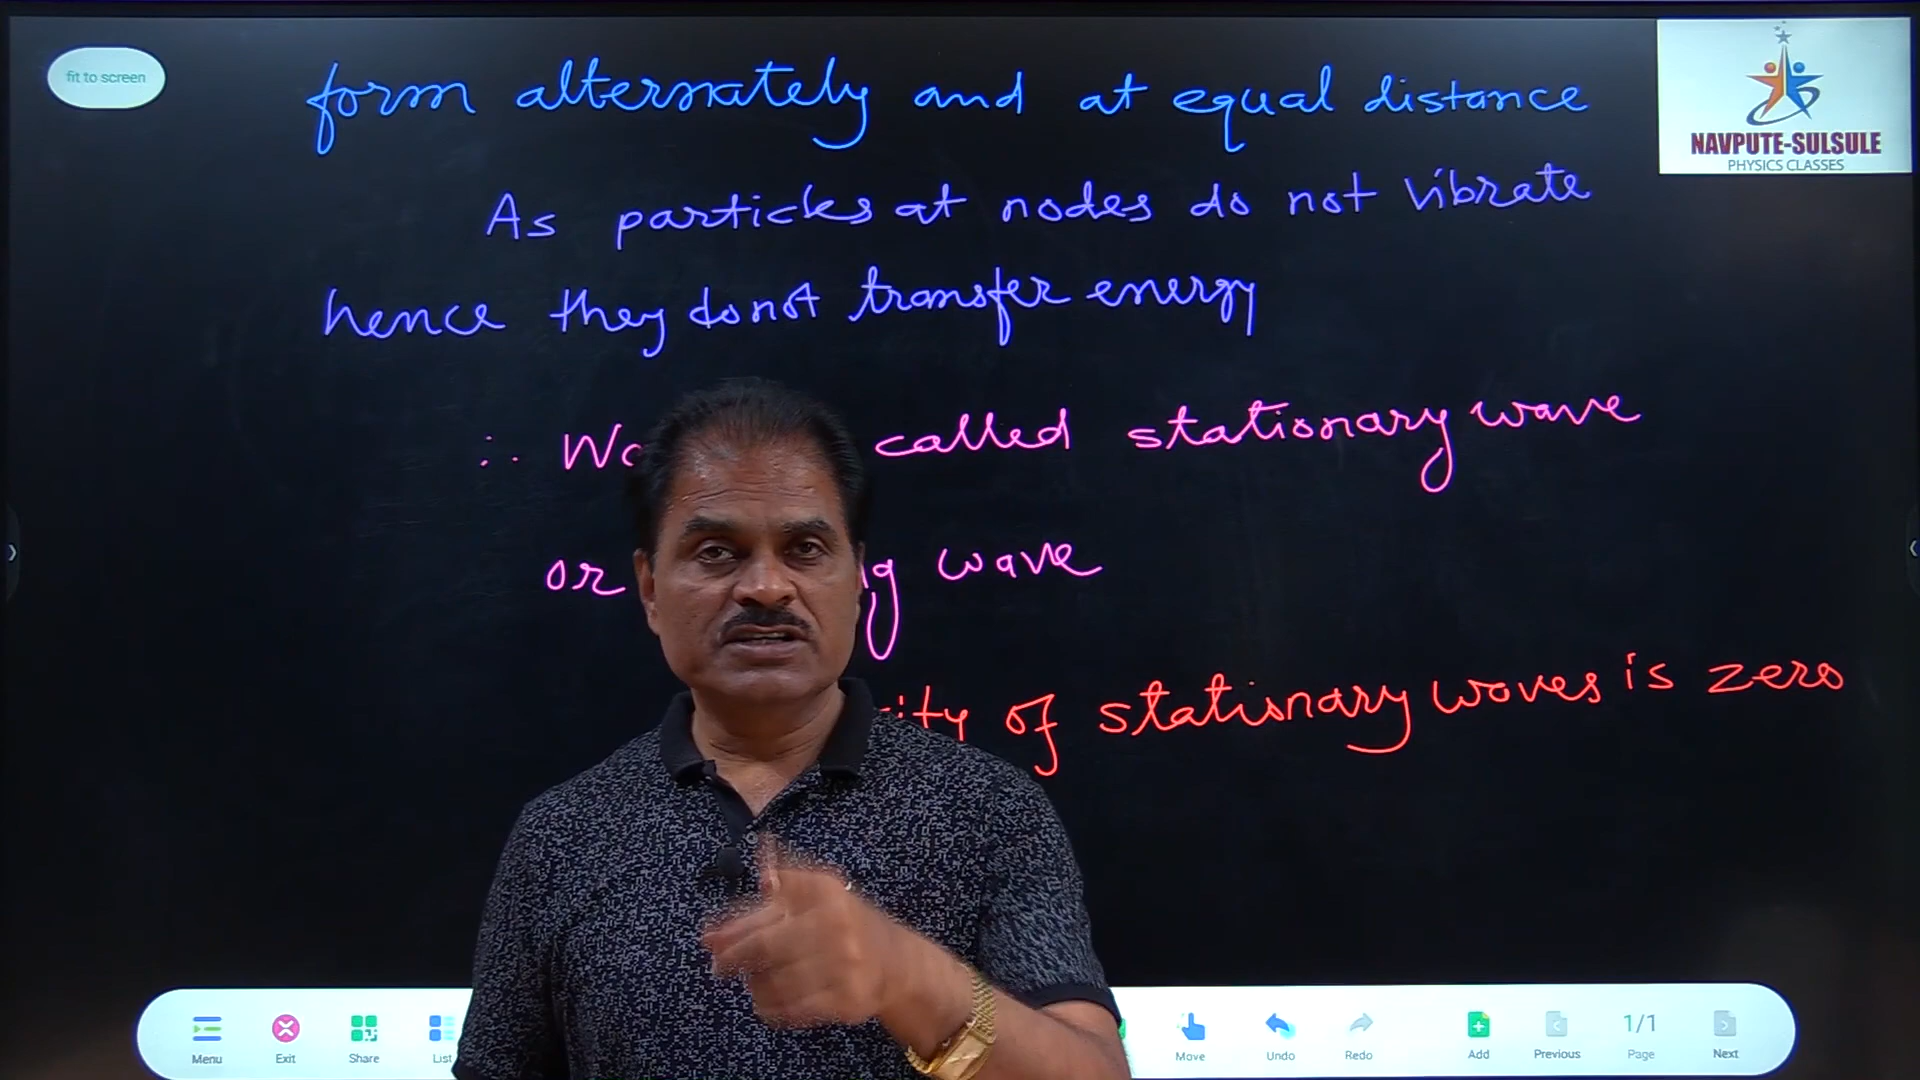 fit to screen
form alternately and at equal distance
NAVPUTE-SULSULE
PHYSICS CLASSES
As particles at nodes do not vibrate
hence they do not transfer energy
∴ called stationary wave
or wave
of stationary waves is zero
Menu Exit Share List Move Undo Redo Add Previous 1/1 Page Next